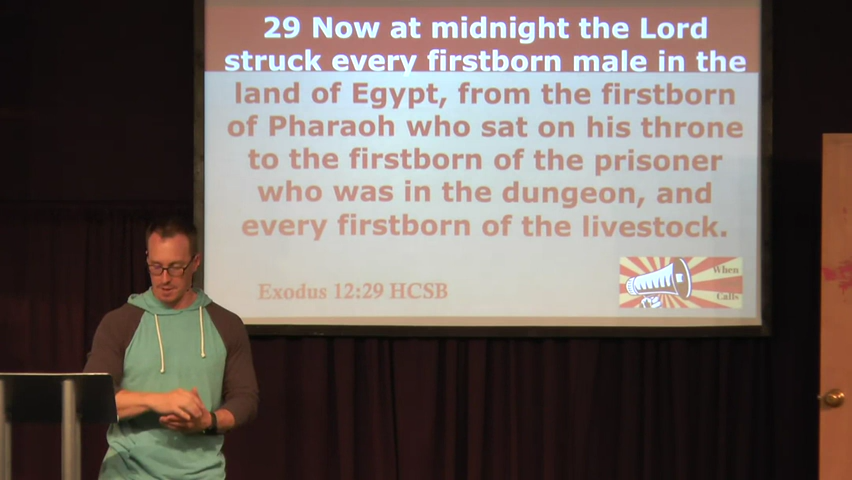 29 Now at midnight the Lord
struck every firstborn male in the
land of Egypt, from the firstborn
of Pharaoh who sat on his throne
to the firstborn of the prisoner
who was in the dungeon, and
every firstborn of the livestock.
Exodus 12:29 HCSB
When
Calls